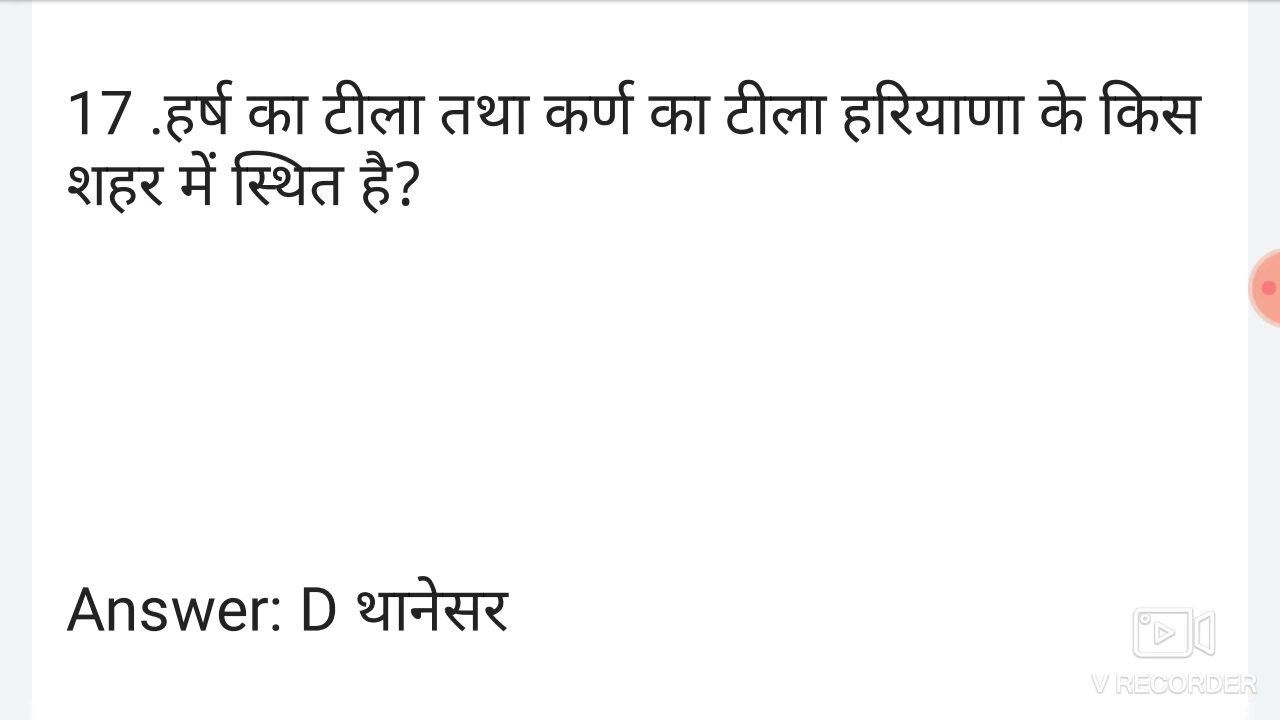 17 .हर्ष का टीला तथा कर्ण का टीला हरियाणा के किस
शहर में स्थित है?
Answer: D थानेसर
V RECORDER